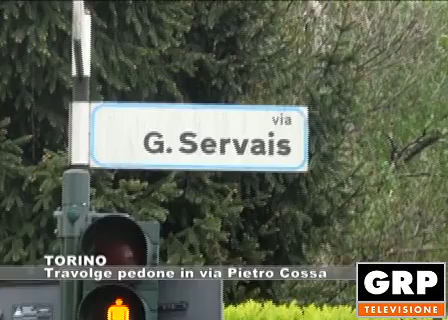 via
G. Servais
TORINO
Travolge pedone in via Pietro Cossa
GRP
TELEVISIONE